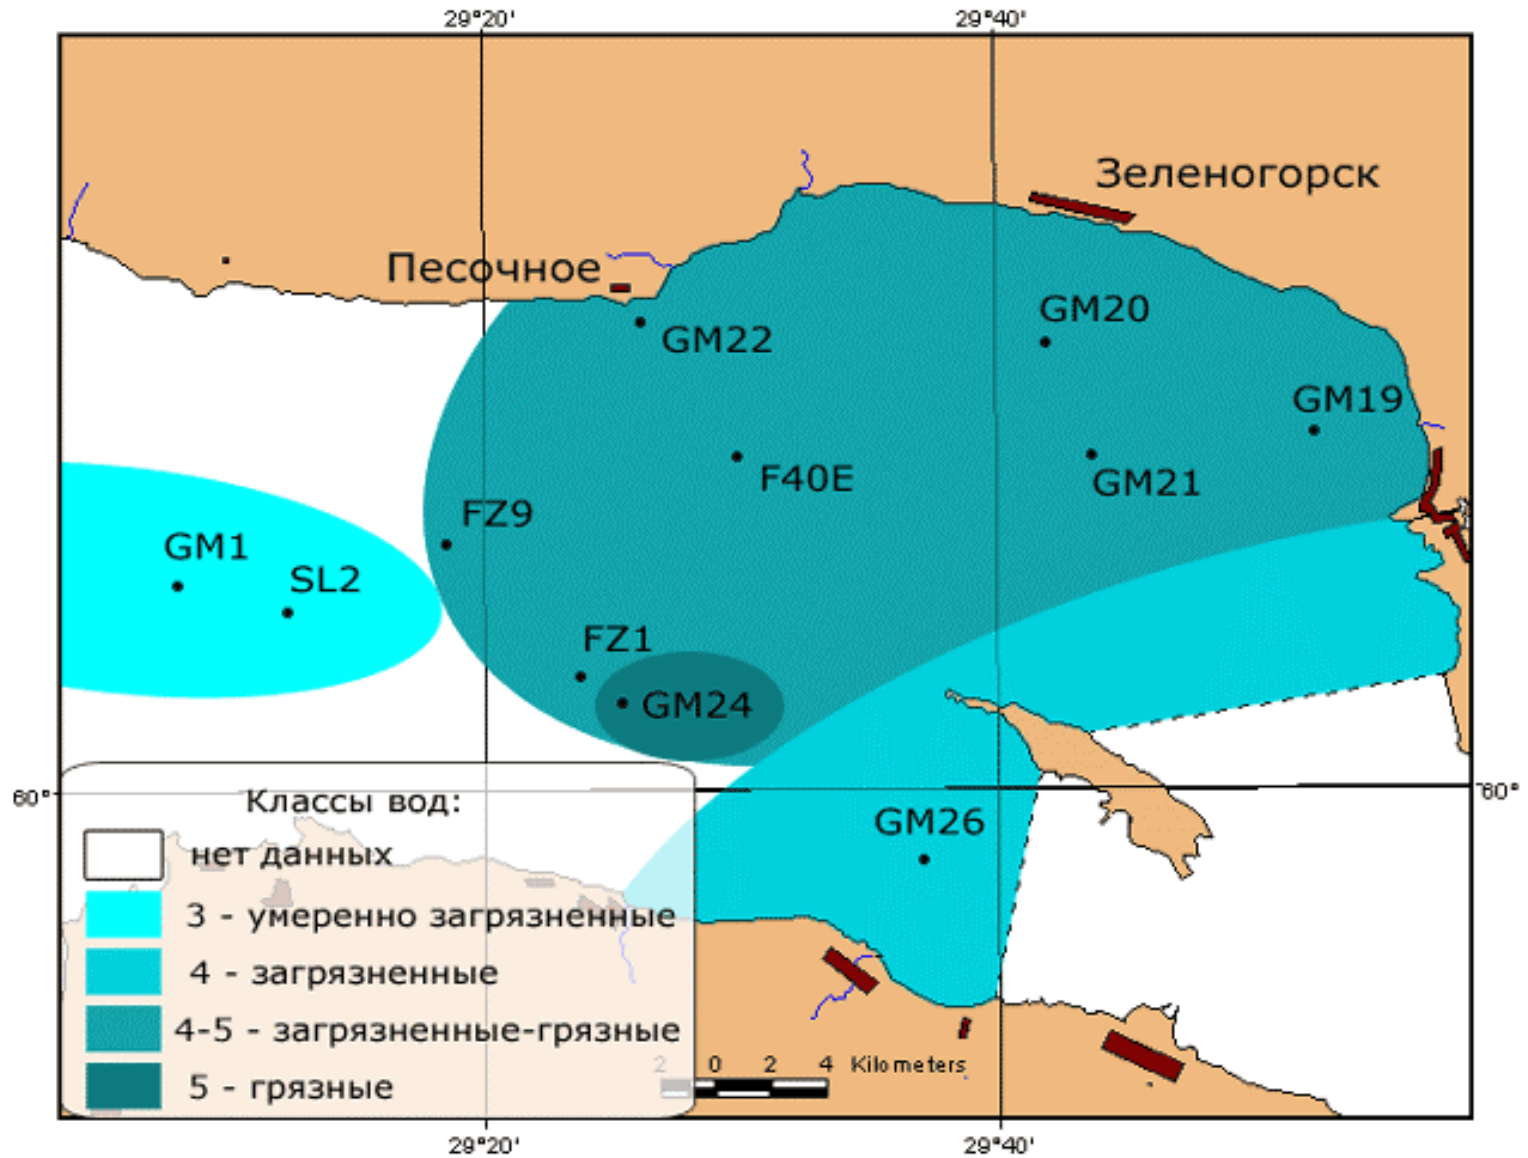 29°20' 29°40'
Зеленогорск
Песочное
GM20
GM22
GM19
F40E
GM21
FZ9
GM1
SL2
FZ1
GM24
60° 60°
Классы вод:
GM26
нет данных
3 - умеренно загрязненные
4 - загрязненные
4-5 - загрязненные-грязные
2 0 2 4 Kilometers
5 - грязные
29°20' 29°40'